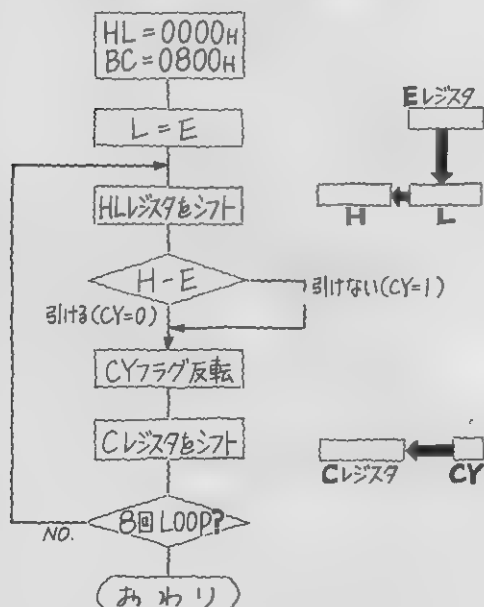 HL=0000H
BC=0800H
L=E
Eレジスタ
H
L
HLレジスタをシフト
H-E
引けない(CY=1)
引ける(CY=0)
CYフラグ反転
Cレジスタをシフト
Cレジスタ
CY
8回LOOP?
NO.
おわり